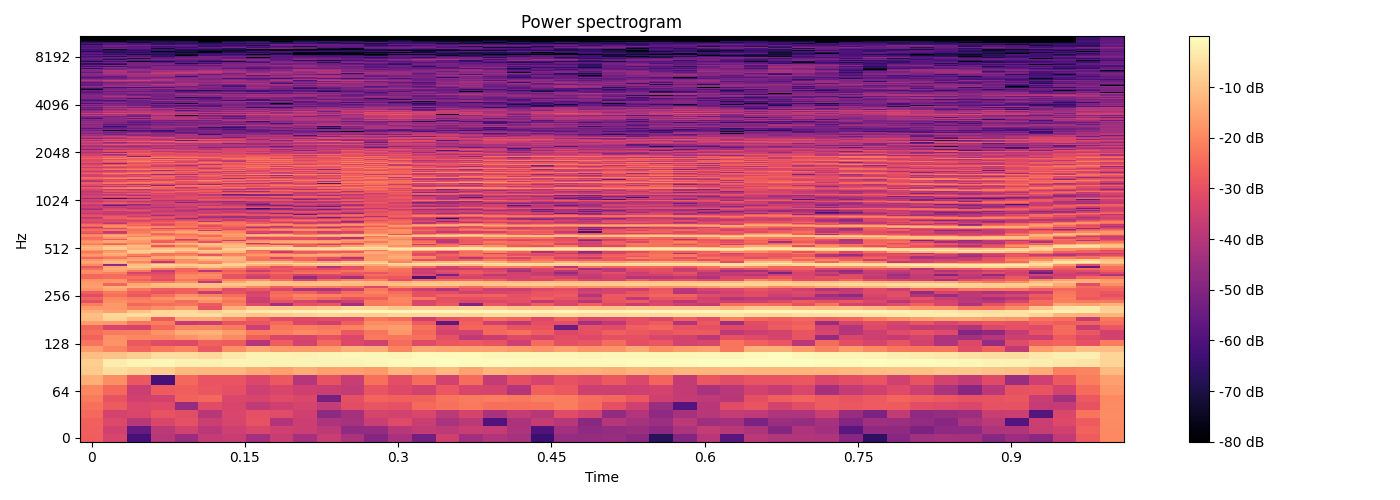 Power spectrogram
Hz
8192
4096
2048
1024
512
256
128
64
0
0 0.15 0.3 0.45 0.6 0.75 0.9
Time
-10 dB
-20 dB
-30 dB
-40 dB
-50 dB
-60 dB
-70 dB
-80 dB